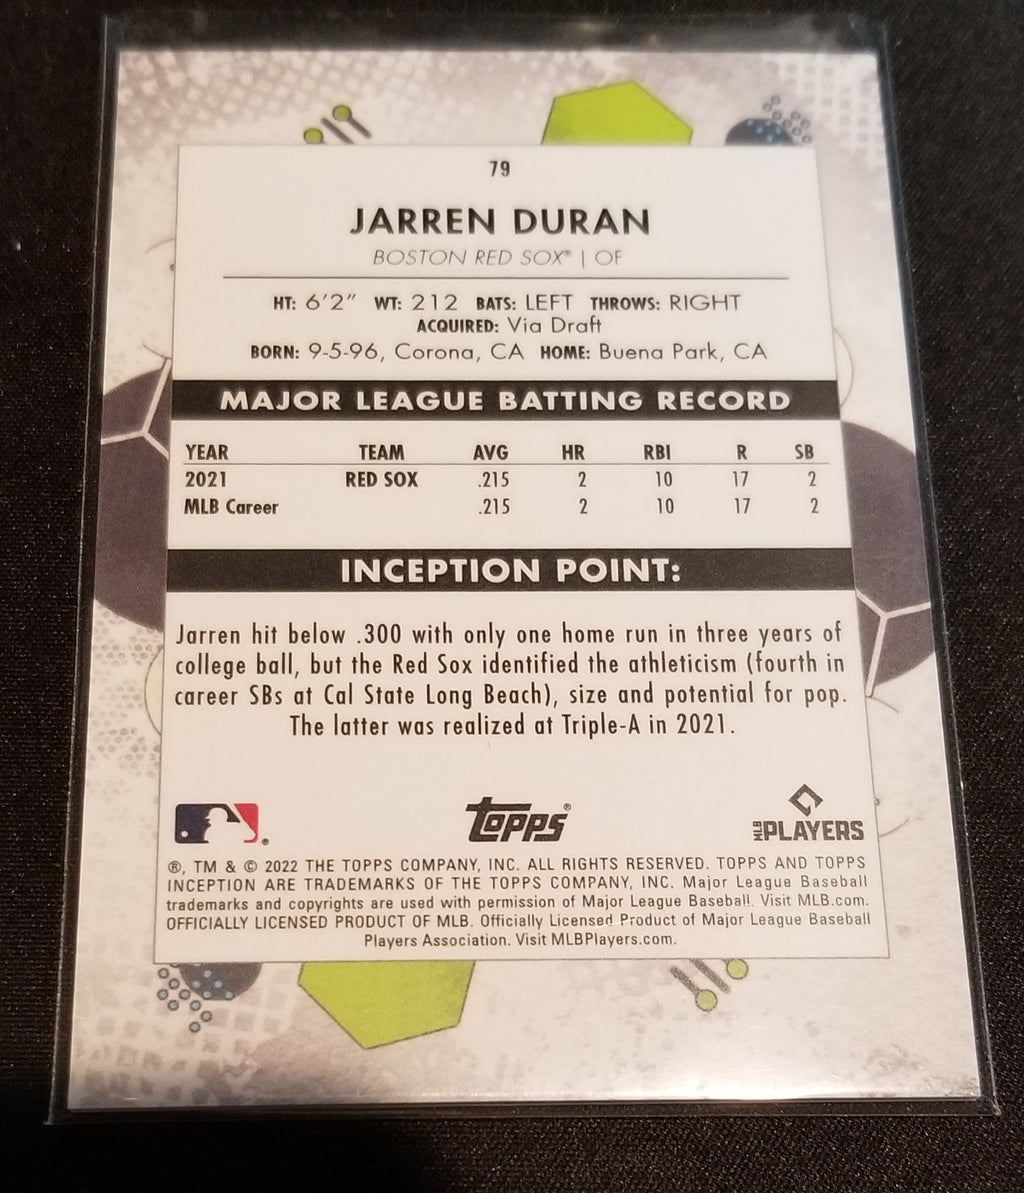 79
JARREN DURAN
BOSTON RED SOX® | OF
HT: 6'2" WT: 212 BATS: LEFT THROWS: RIGHT
ACQUIRED: Via Draft
BORN: 9-5-96, Corona, CA HOME: Buena Park, CA
MAJOR LEAGUE BATTING RECORD
YEAR TEAM AVG HR RBI R SB
2021 RED SOX .215 2 10 17 2
MLB Career .215 2 10 17 2
INCEPTION POINT:
Jarren hit below .300 with only one home run in three years of
college ball, but the Red Sox identified the athleticism (fourth in
career SBs at Cal State Long Beach), size and potential for pop.
The latter was realized at Triple-A in 2021.
® Topps® MLB PLAYERS
®, TM & © 2022 THE TOPPS COMPANY, INC. ALL RIGHTS RESERVED. TOPPS AND TOPPS
INCEPTION ARE TRADEMARKS OF THE TOPPS COMPANY, INC. Major League Baseball
trademarks and copyrights are used with permission of Major League Baseball. Visit MLB.com.
OFFICIALLY LICENSED PRODUCT OF MLB. Officially Licensed Product of Major League Baseball
Players Association. Visit MLBPlayers.com.